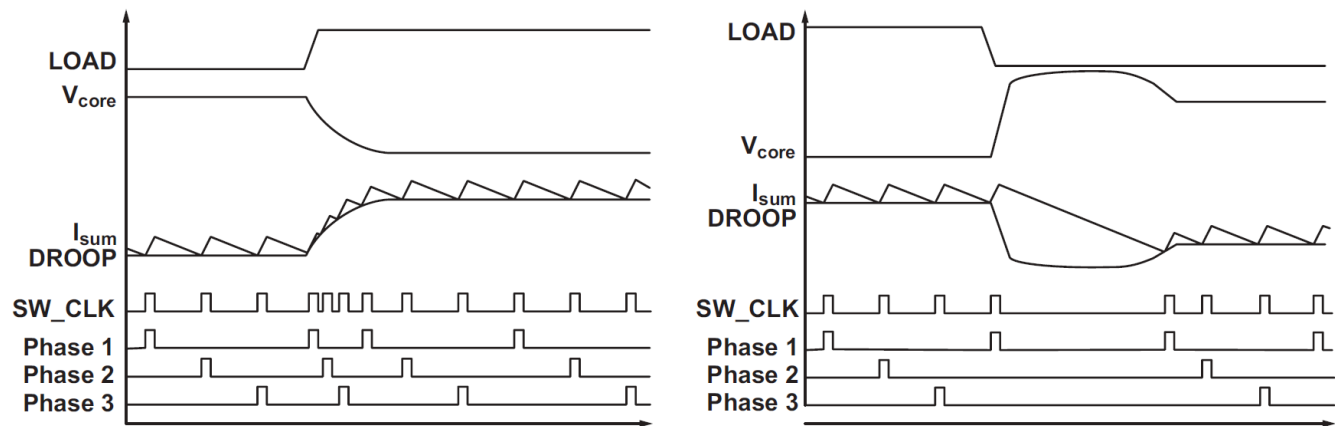 LOAD
Vcore
Isum
DROOP
SW_CLK
Phase 1
Phase 2
Phase 3
LOAD
Vcore
Isum
DROOP
SW_CLK
Phase 1
Phase 2
Phase 3